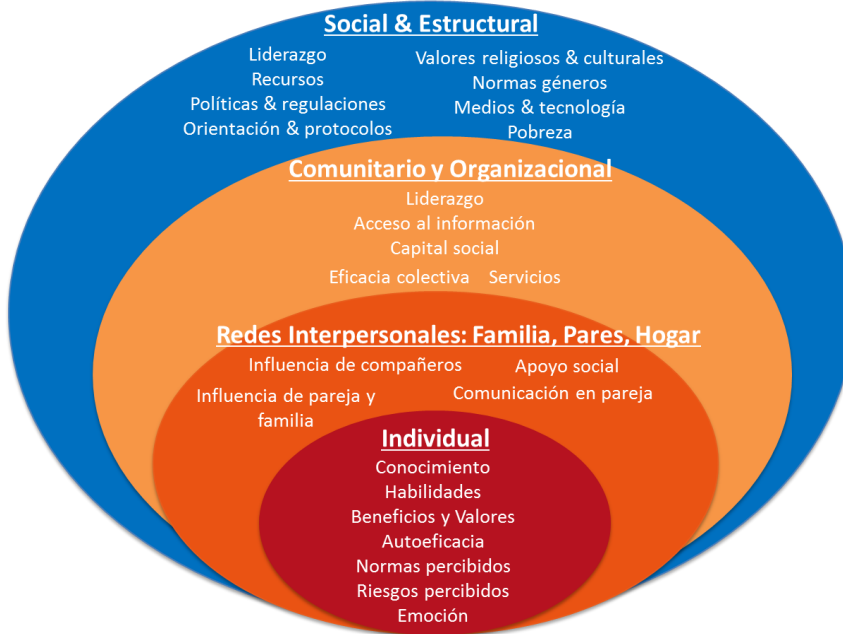 Social & Estructural
Liderazgo
Recursos
Políticas & regulaciones
Orientación & protocolos
Valores religiosos & culturales
Normas géneros
Medios & tecnología
Pobreza
Comunitario y Organizacional
Liderazgo
Acceso al información
Capital social
Eficacia colectiva Servicios
Redes Interpersonales: Familia, Pares, Hogar
Influencia de compañeros
Influencia de pareja y
familia
Apoyo social
Comunicación en pareja
Individual
Conocimiento
Habilidades
Beneficios y Valores
Autoeficacia
Normas percibidos
Riesgos percibidos
Emoción